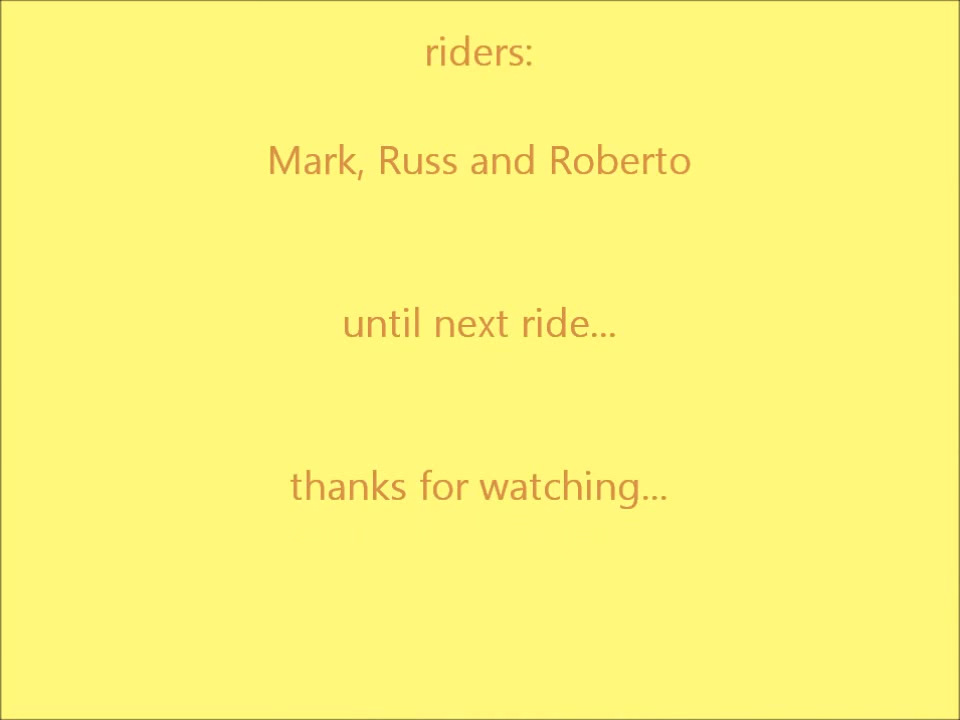 riders:
Mark, Russ and Roberto
until next ride...
thanks for watching...